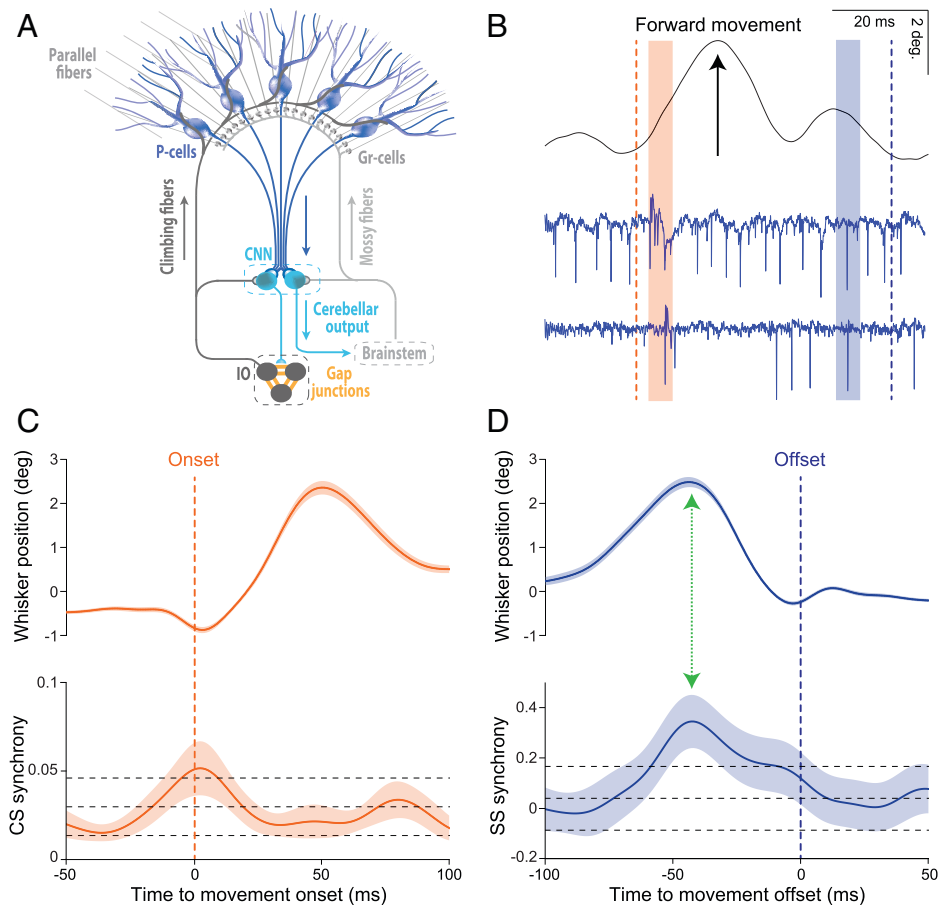 A
Parallel
fibers
P-cells
Gr-cells
Climbing fibers
Mossy fibers
CNN
Cerebellar
output
Brainstem
IO
Gap
junctions
B
Forward movement
20 ms
2 deg.
C
Onset
Whisker position (deg)
3
2
1
0
-1
CS synchrony
0.1
0.05
0
-50
0
50
100
Time to movement onset (ms)
D
Offset
Whisker position (deg)
3
2
1
0
-1
SS synchrony
0.4
0.2
0
-0.2
-100
-50
0
50
Time to movement offset (ms)